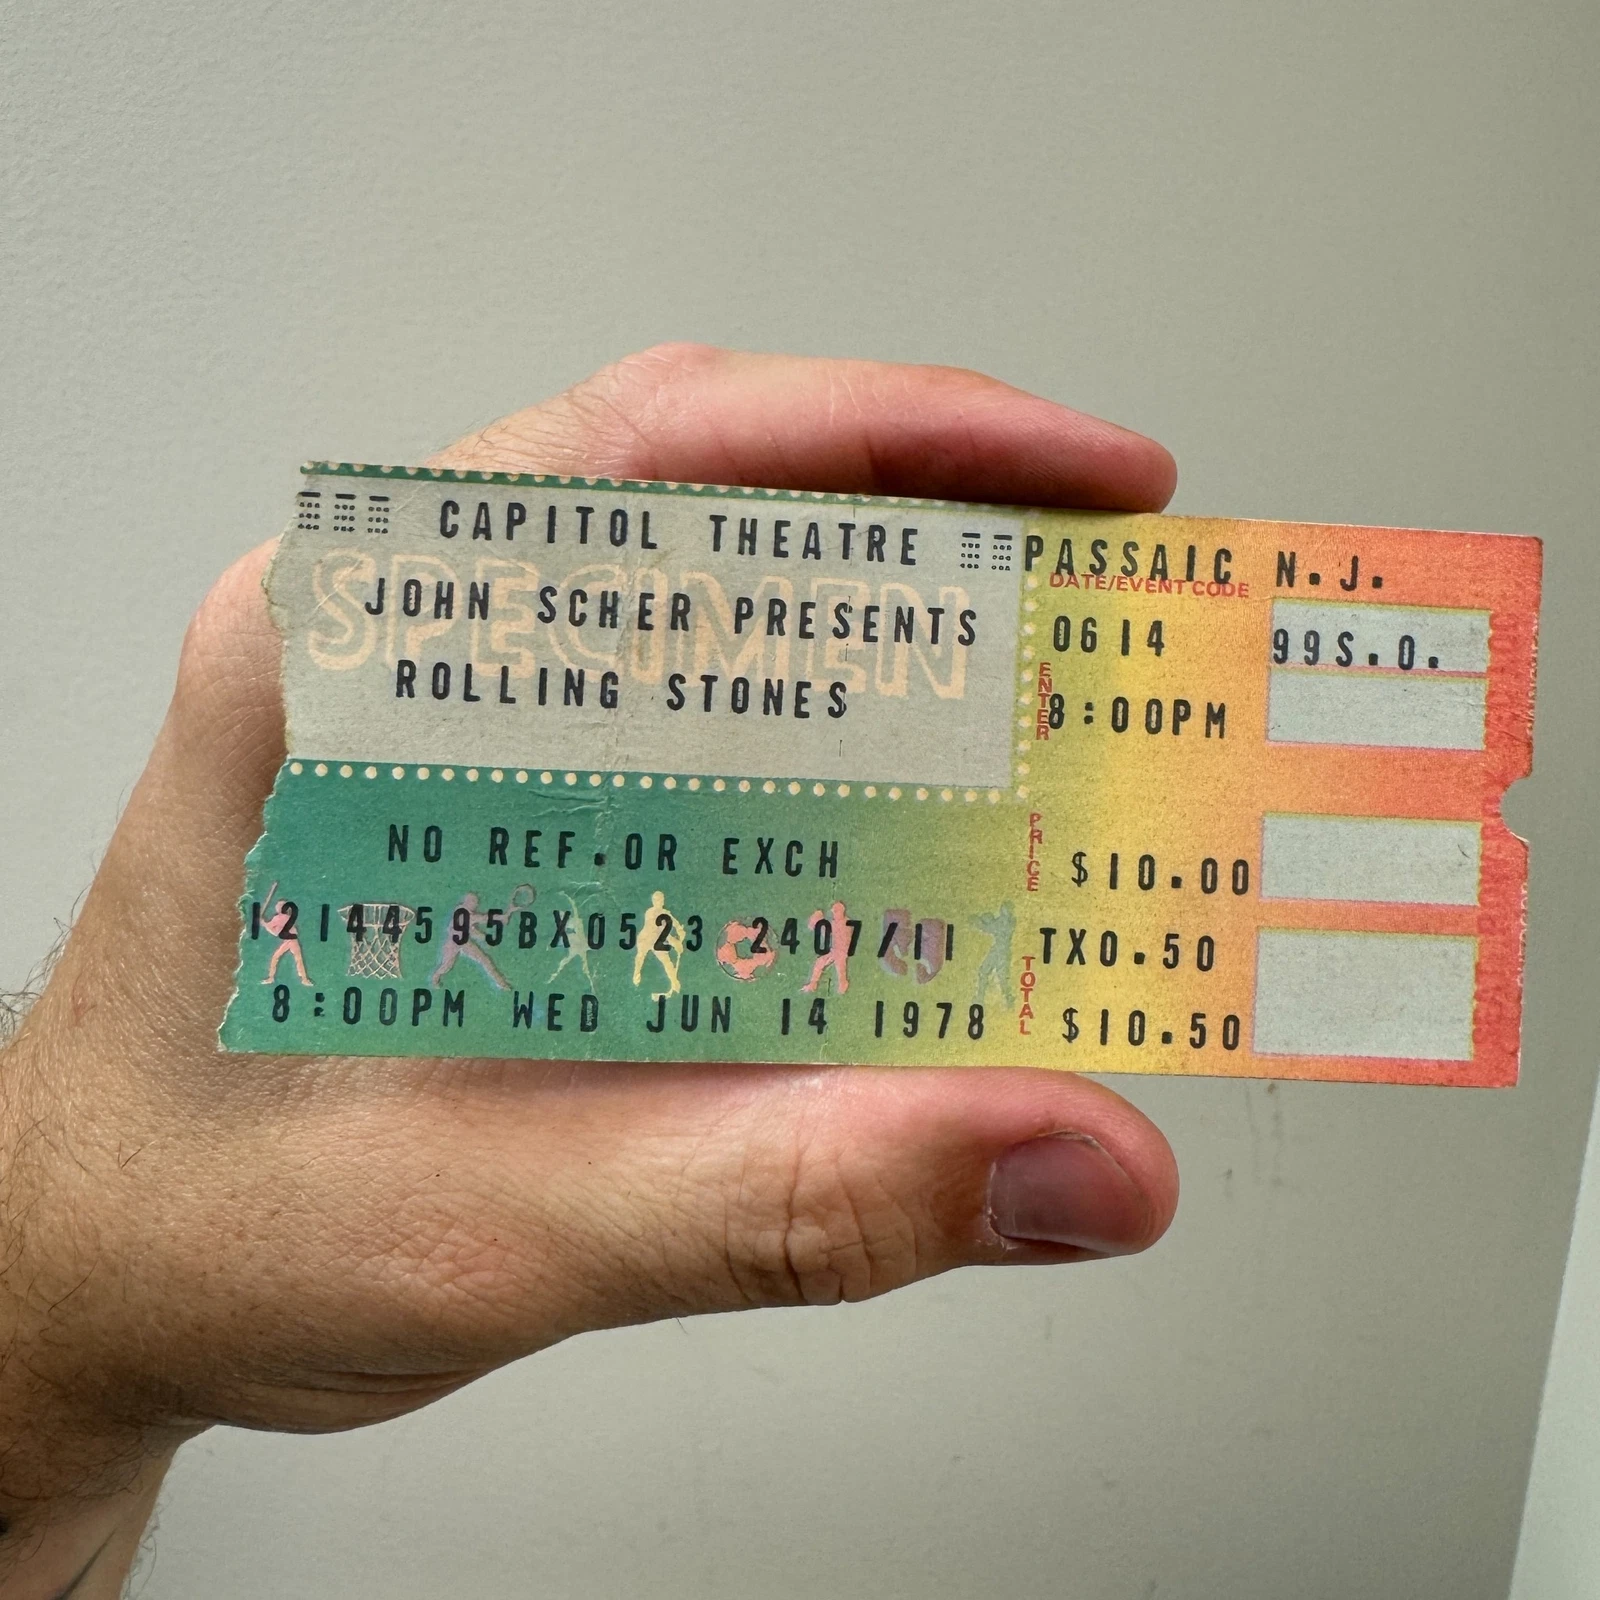 CAPITOL THEATRE PASSAIC N.J.
SPECIMEN
JOHN SCHER PRESENTS
ROLLING STONES
DATE/EVENT CODE
0614 99S.O.
ENTER
8:00PM
NO REF.OR EXCH
PRICE
$10.00
12144595BX0523 2407/11 TX0.50
8:00PM WED JUN 14 1978
TOTAL
$10.50